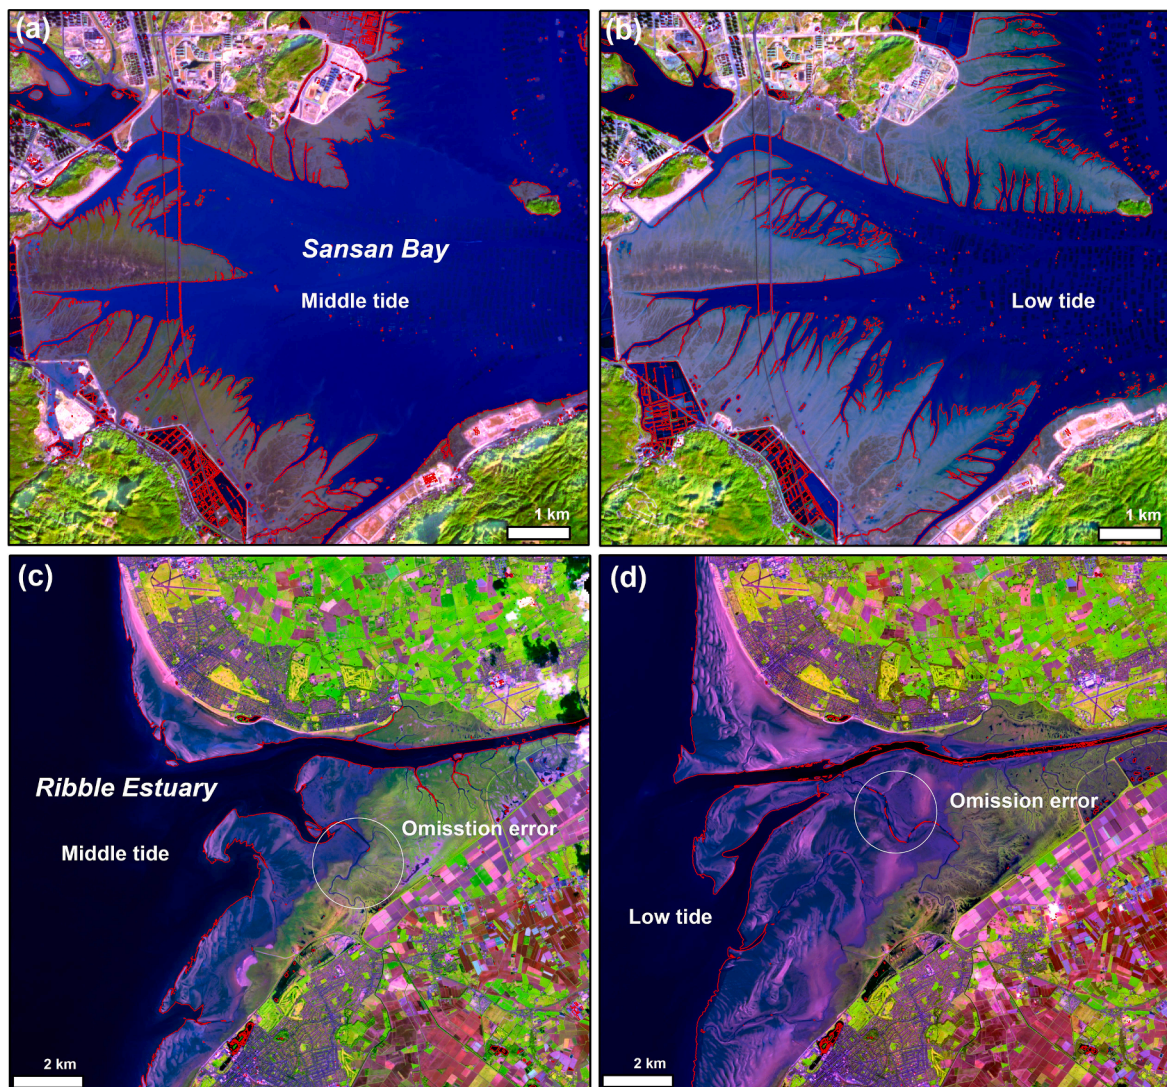 (a)
Sansan Bay
Middle tide
1 km
(b)
Low tide
1 km
(c)
Ribble Estuary
Middle tide
Omisstion error
2 km
(d)
Omission error
Low tide
2 km